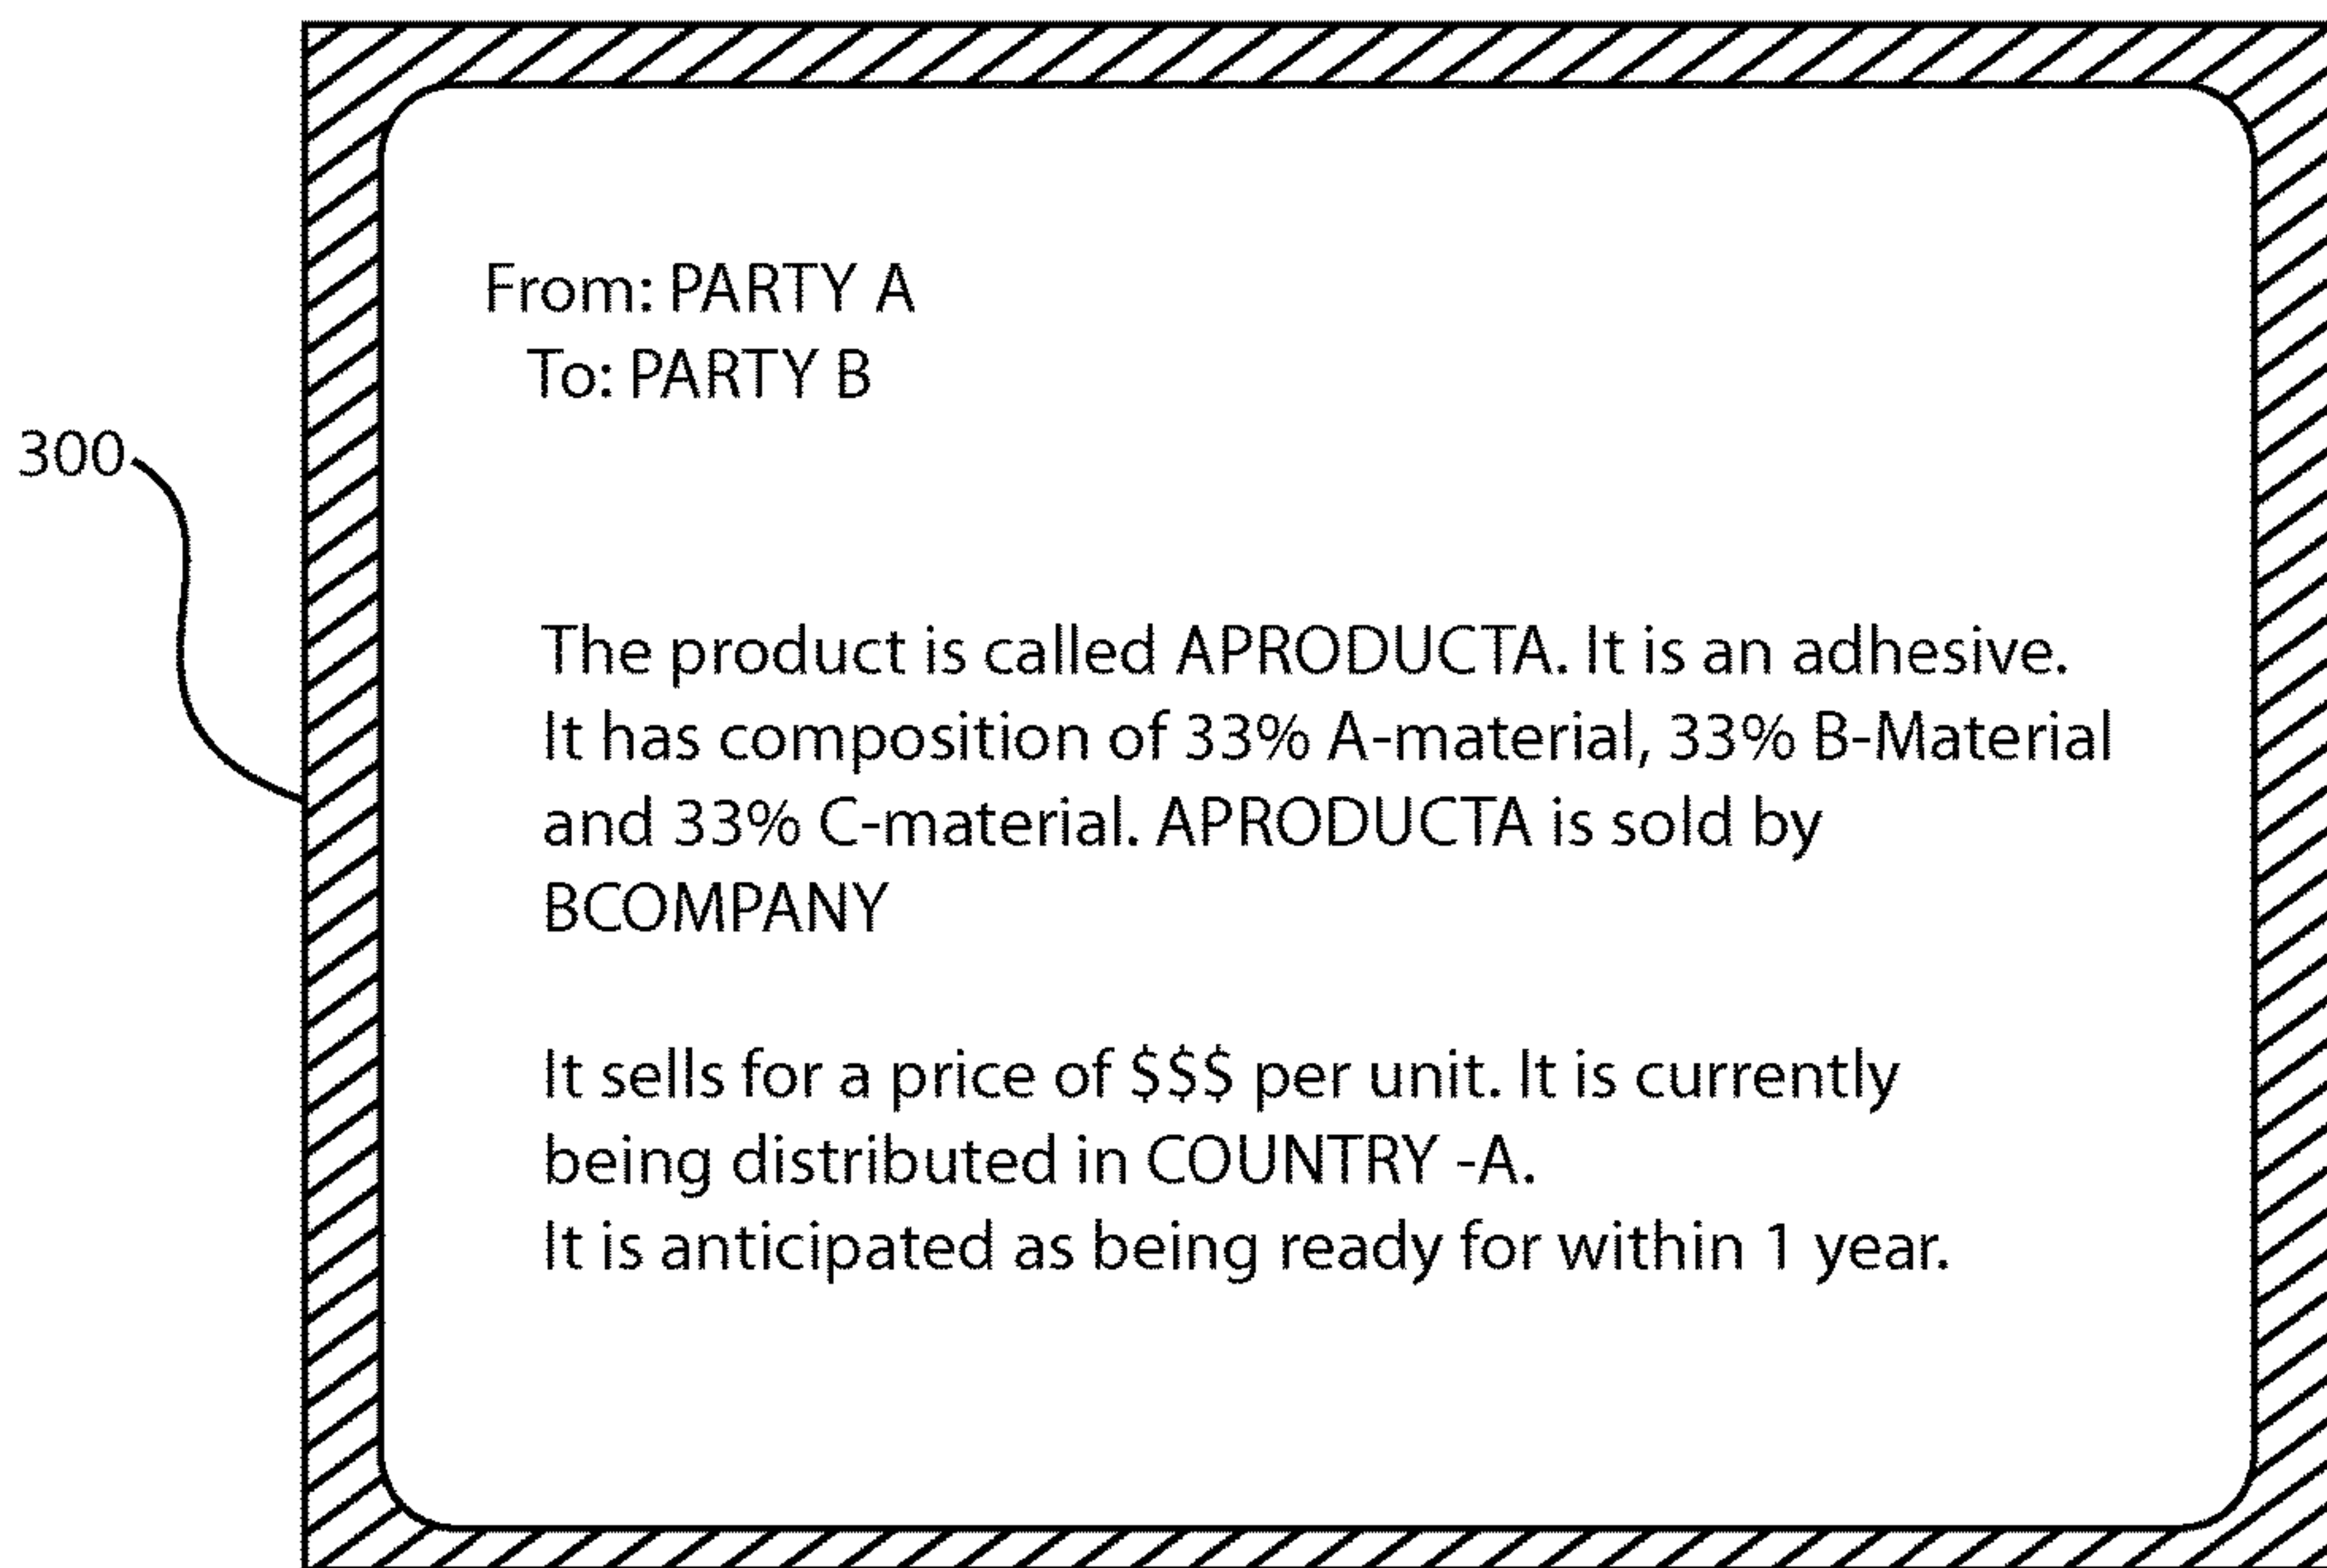 From: PARTY A
To: PARTY B
300
The product is called APRODUCTA. It is an adhesive.
It has composition of 33% A-material, 33% B-Material
and 33% C-material. APRODUCTA is sold by
BCOMPANY
It sells for a price of $$$ per unit. It is currently
being distributed in COUNTRY -A.
It is anticipated as being ready for within 1 year.